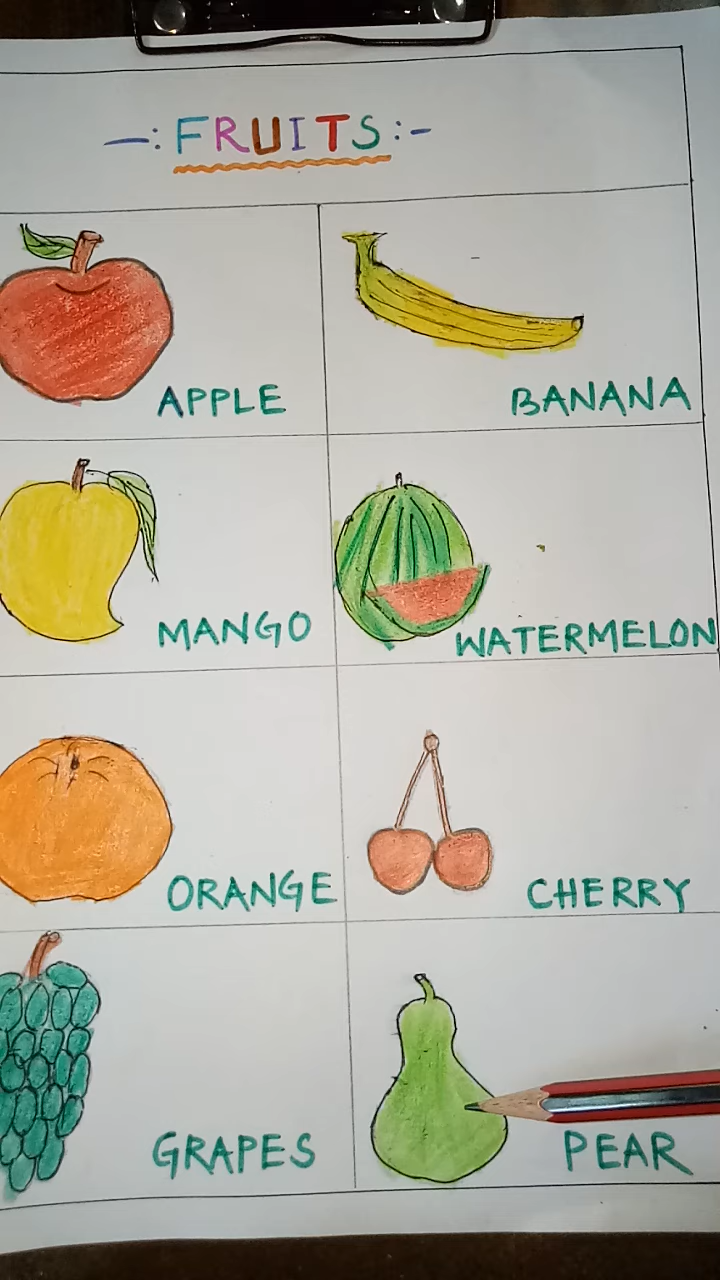 —: FRUITS :-
APPLE
BANANA
MANGO
WATERMELON
ORANGE
CHERRY
GRAPES
PEAR